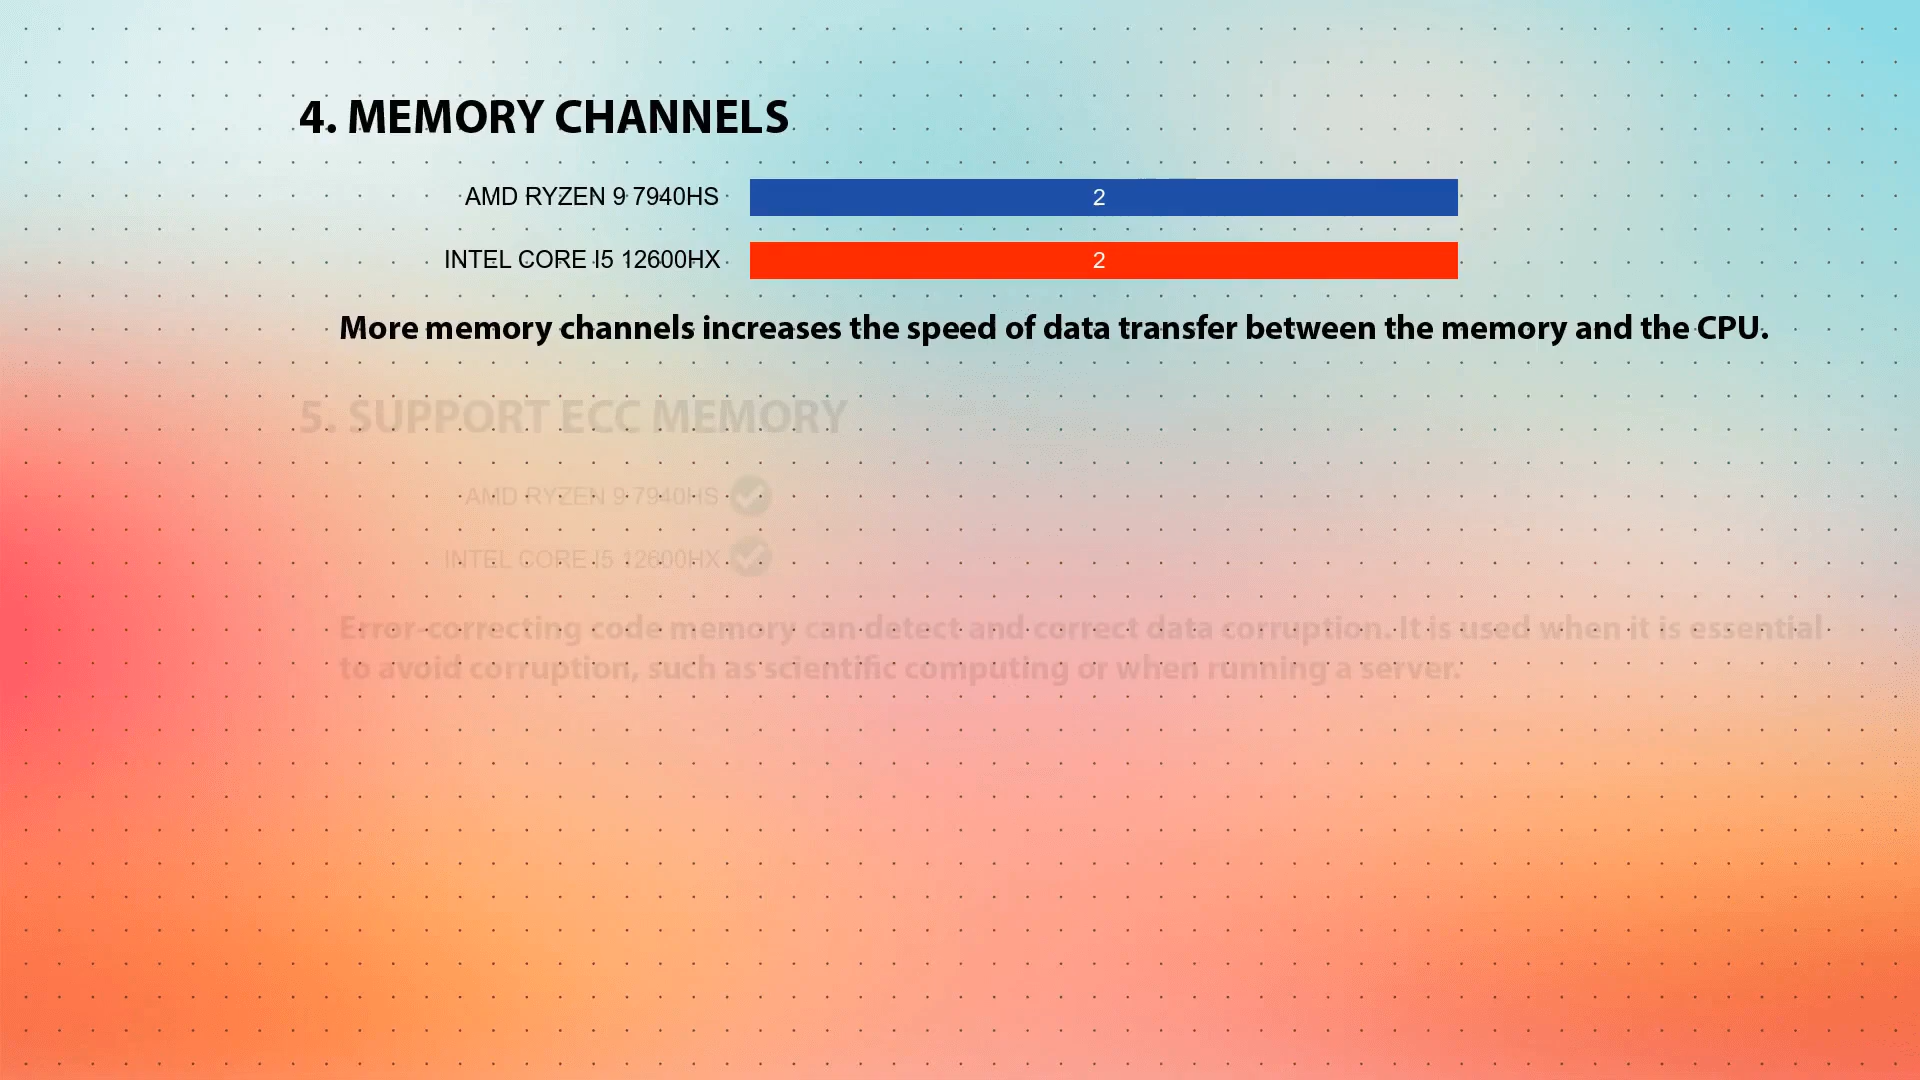 4. MEMORY CHANNELS
AMD RYZEN 9 7940HS
2
INTEL CORE I5 12600HX
2
More memory channels increases the speed of data transfer between the memory and the CPU.
5. SUPPORT ECC MEMORY
AMD RYZEN 9 7940HS
INTEL CORE I5 12600HX
Error-correcting code memory can detect and correct data corruption. It is used when it is essential
to avoid corruption, such as scientific computing or when running a server.